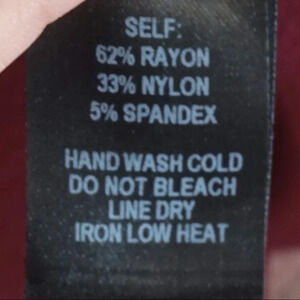 SELF:
62% RAYON
33% NYLON
5% SPANDEX
HAND WASH COLD
DO NOT BLEACH
LINE DRY
IRON LOW HEAT